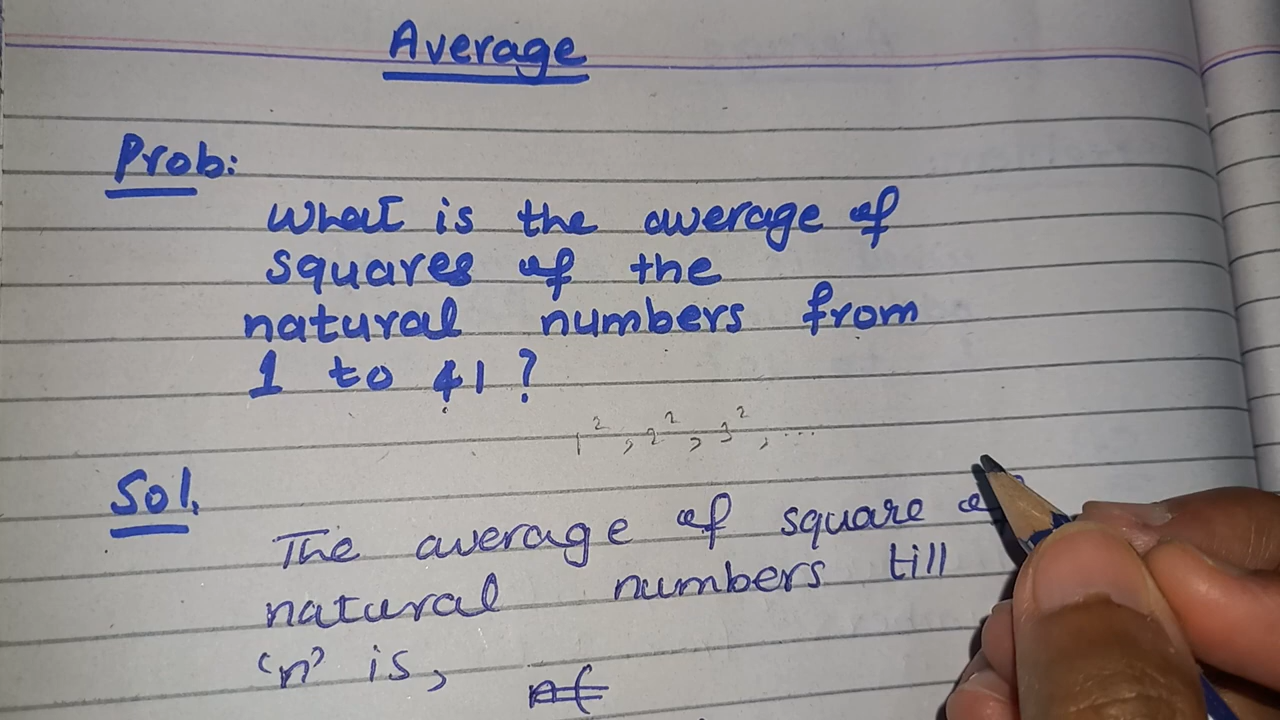 Average
Prob:
What is the average of
squares of the
natural numbers from
1 to 41 ?
1², 2², 3², ...
Sol.
The average of square
natural numbers till
'n' is,